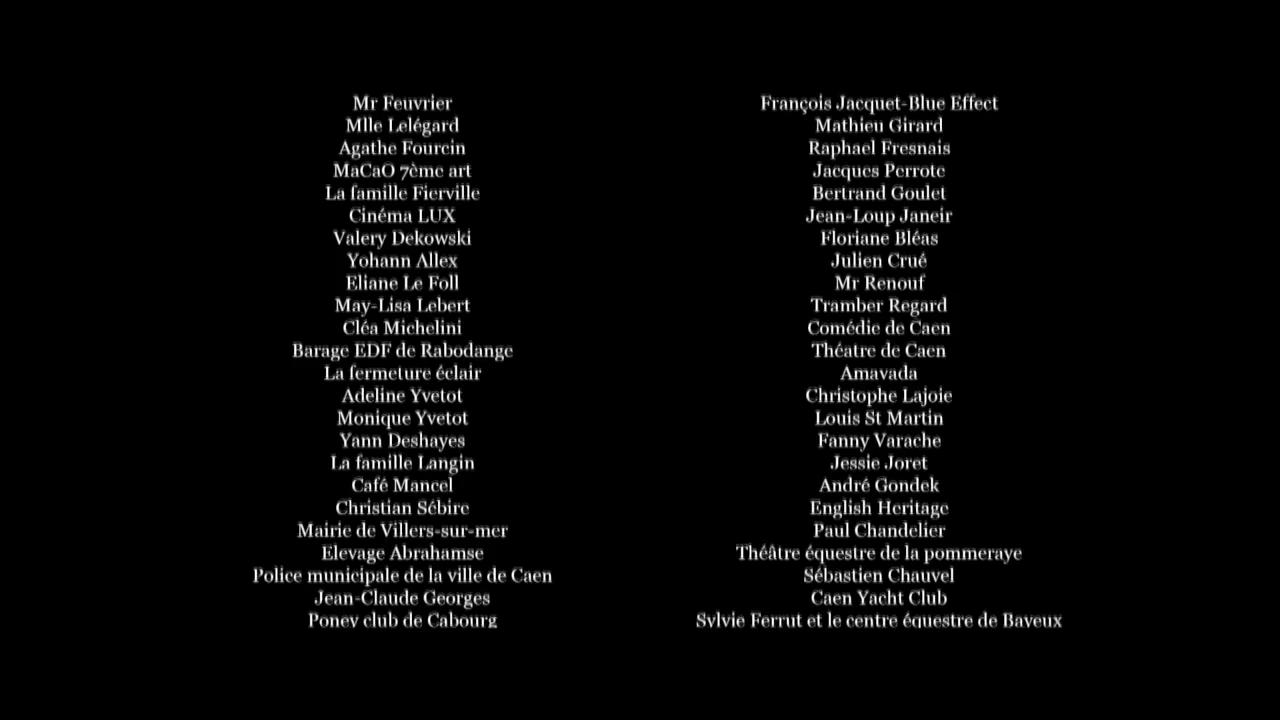 Mr Feuvrier
Mlle Lelégard
Agathe Fourcin
MaCaO 7ème art
La famille Fierville
Cinéma LUX
Valery Dekowski
Yohann Allex
Eliane Le Foll
May-Lisa Lebert
Cléa Michelini
Barage EDF de Rabodange
La fermeture éclair
Adeline Yvetot
Monique Yvetot
Yann Deshayes
La famille Langin
Café Mancel
Christian Sébire
Mairie de Villers-sur-mer
Elevage Abrahamse
Police municipale de la ville de Caen
Jean-Claude Georges
Poney club de Cabourg
François Jacquet-Blue Effect
Mathieu Girard
Raphael Fresnais
Jacques Perrote
Bertrand Goulet
Jean-Loup Janeir
Floriane Bléas
Julien Crué
Mr Renouf
Tramber Regard
Comédie de Caen
Théatre de Caen
Amavada
Christophe Lajoie
Louis St Martin
Fanny Varache
Jessie Joret
André Gondek
English Heritage
Paul Chandelier
Théâtre équestre de la pommeraye
Sébastien Chauvel
Caen Yacht Club
Sylvie Ferrut et le centre équestre de Bayeux